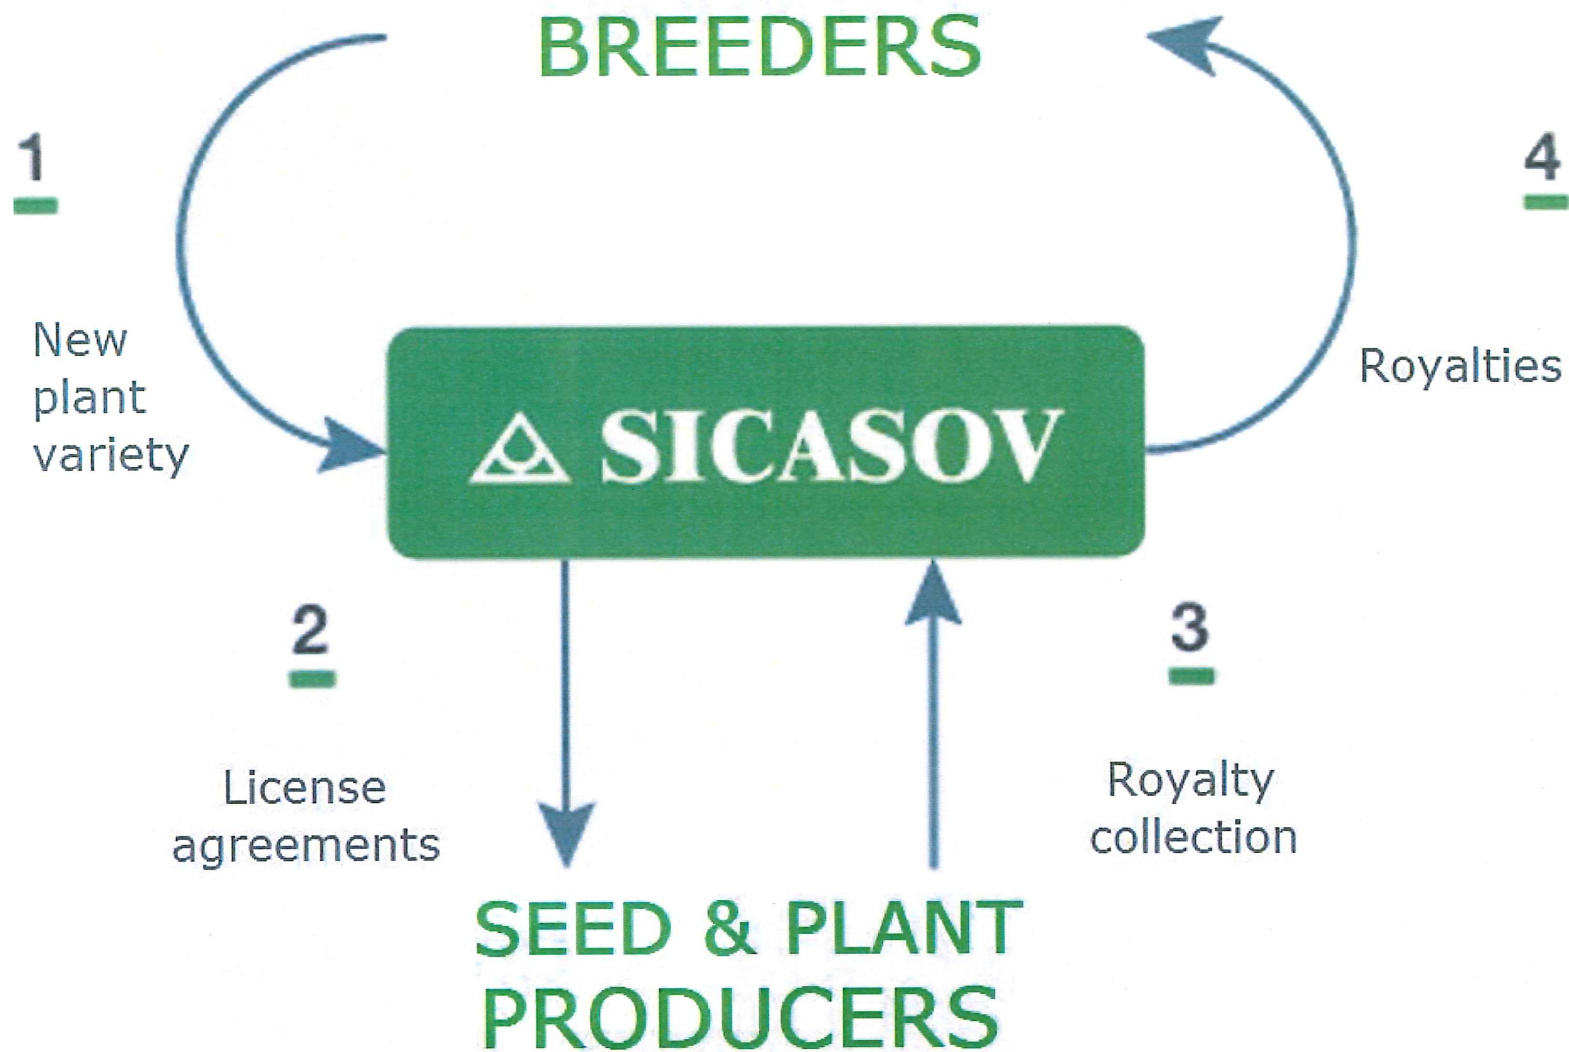 BREEDERS
1
4
New
plant
variety
Royalties
SICASOV
2
3
License
agreements
Royalty
collection
SEED & PLANT
PRODUCERS